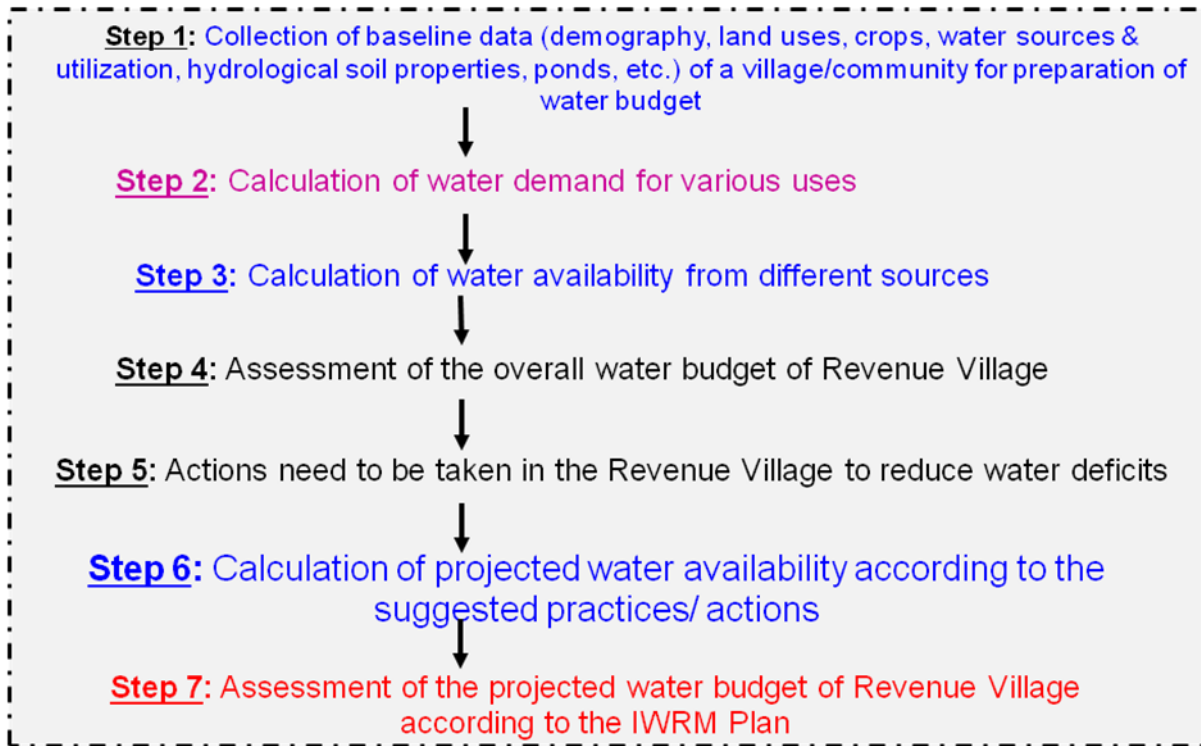 Step 1: Collection of baseline data (demography, land uses, crops, water sources &
utilization, hydrological soil properties, ponds, etc.) of a village/community for preparation of
water budget
Step 2: Calculation of water demand for various uses
Step 3: Calculation of water availability from different sources
Step 4: Assessment of the overall water budget of Revenue Village
Step 5: Actions need to be taken in the Revenue Village to reduce water deficits
Step 6: Calculation of projected water availability according to the
suggested practices/ actions
Step 7: Assessment of the projected water budget of Revenue Village
according to the IWRM Plan